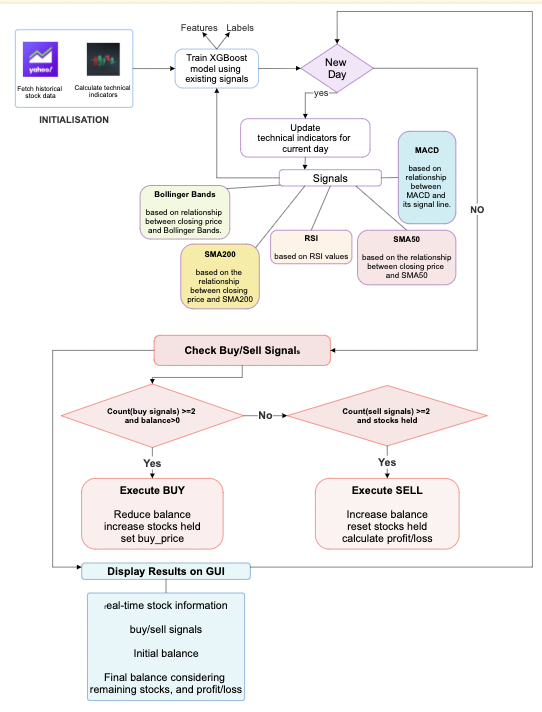 Features Labels
yahoo!
Fetch historical
stock data
Calculate technical
indicators
INITIALISATION
Train XGBoost
model using
existing signals
New
Day
yes
Update
technical indicators for
current day
Signals
MACD
based on
relationship
between
MACD and
its signal line.
Bollinger Bands
based on relationship
between closing price
and Bollinger Bands.
NO
SMA200
based on the
relationship
between closing
price and SMA200
RSI
based on RSI values
SMA50
based on the relationship
between closing price
and SMA50
Check Buy/Sell Signals
Count(buy signals) >=2
and balance>0
No
Count(sell signals) >=2
and stocks held
Yes
Yes
Execute BUY
Reduce balance
increase stocks held
set buy_price
Execute SELL
Increase balance
reset stocks held
calculate profit/loss
Display Results on GUI
real-time stock information
buy/sell signals
Initial balance
Final balance considering
remaining stocks, and profit/loss